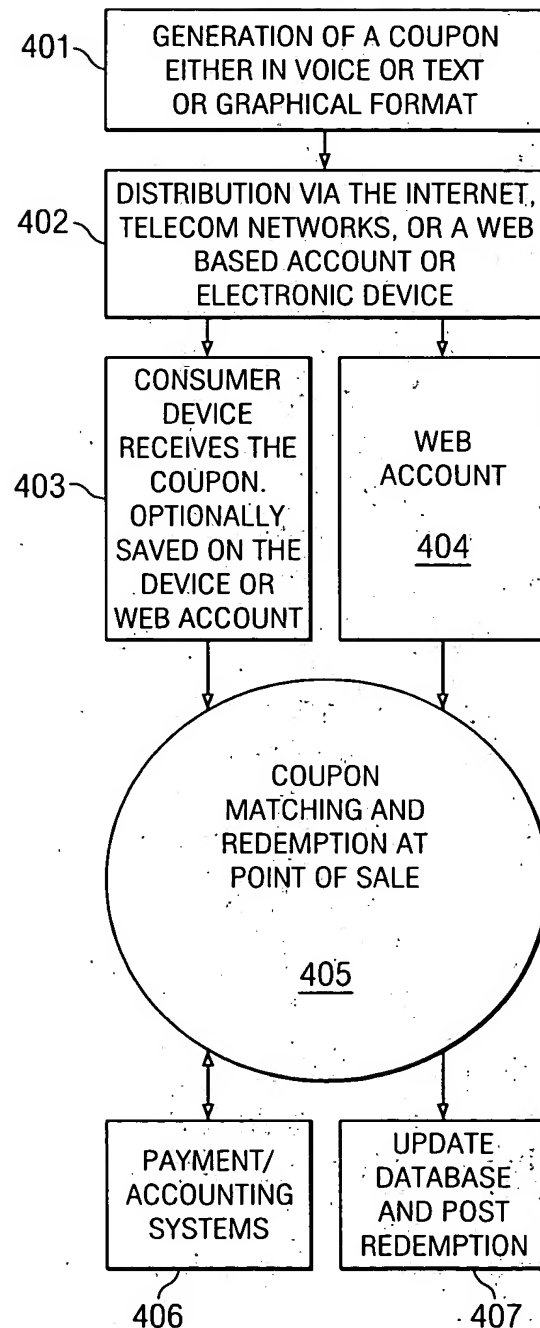 401
GENERATION OF A COUPON
EITHER IN VOICE OR TEXT
OR GRAPHICAL FORMAT
402
DISTRIBUTION VIA THE INTERNET,
TELECOM NETWORKS, OR A WEB
BASED ACCOUNT OR
ELECTRONIC DEVICE
403
CONSUMER
DEVICE
RECEIVES THE
COUPON.
OPTIONALLY
SAVED ON THE
DEVICE OR
WEB ACCOUNT
WEB
ACCOUNT
404
COUPON
MATCHING AND
REDEMPTION AT
POINT OF SALE
405
PAYMENT/
ACCOUNTING
SYSTEMS
406
UPDATE
DATABASE
AND POST
REDEMPTION
407